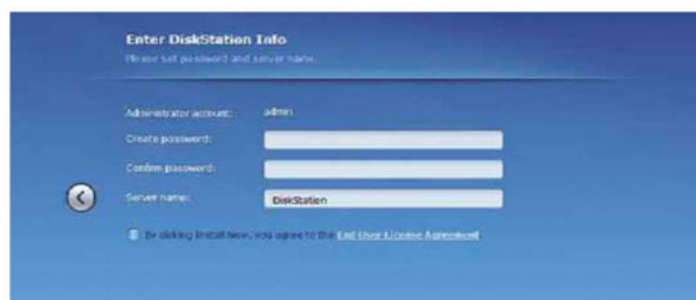 Enter DiskStation Info
Please set password and server name.
Administrator account: admin
Create password:
Confirm password:
Server name: DiskStation
By clicking Install Now, you agree to the End User License Agreement